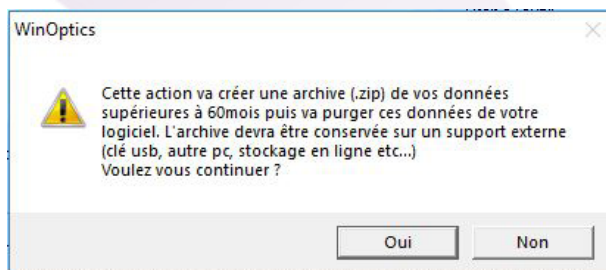 WinOptics
Cette action va créer une archive (.zip) de vos données
supérieures à 60mois puis va purger ces données de votre
logiciel. L'archive devra être conservée sur un support externe
(clé usb, autre pc, stockage en ligne etc...)
Voulez vous continuer ?
Oui
Non